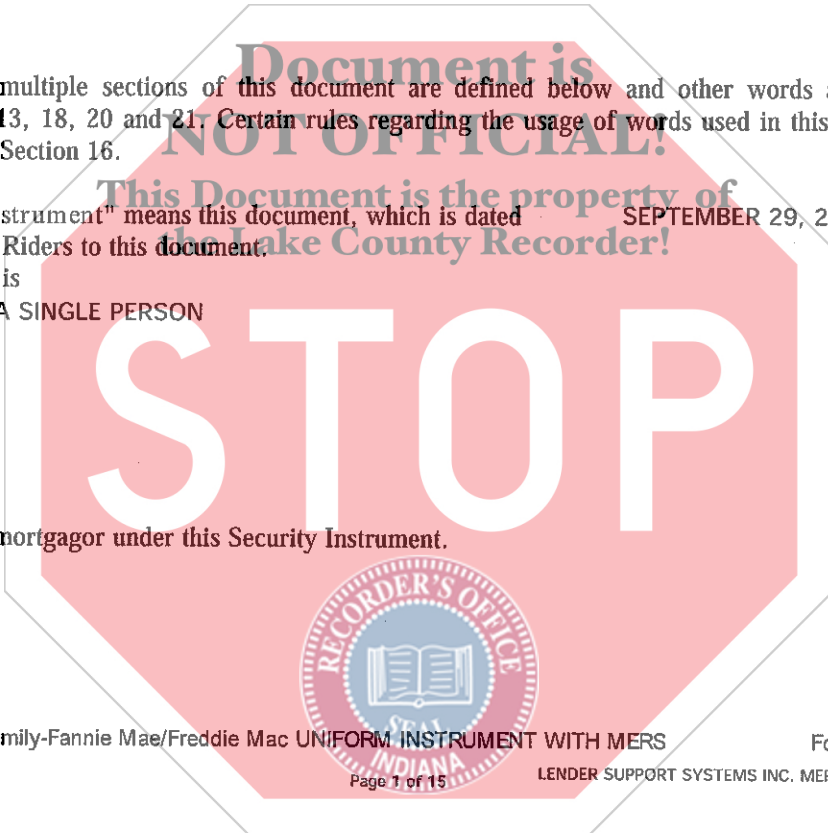 Document is
multiple sections of this document are defined below and other words
13, 18, 20 and 21. Certain rules regarding the usage of words used in this
NOT OFFICIAL!
Section 16.
This Document is the property of
strument" means this document, which is dated SEPTEMBER 29, 2
the Lake County Recorder!
Riders to this document.
is
A SINGLE PERSON
STOP
mortgagor under this Security Instrument.
RECORDER'S OFFICE
SEAL
INDIANA
mily-Fannie Mae/Freddie Mac UNIFORM INSTRUMENT WITH MERS Fo
Page 1 of 15 LENDER SUPPORT SYSTEMS INC. MER